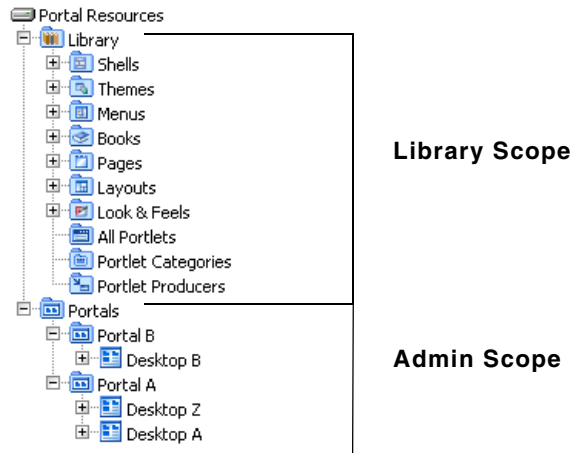 Portal Resources
Library
Shells
Themes
Menus
Books
Pages
Layouts
Look & Feels
All Portlets
Portlet Categories
Portlet Producers
Library Scope
Portals
Portal B
Desktop B
Portal A
Desktop Z
Desktop A
Admin Scope